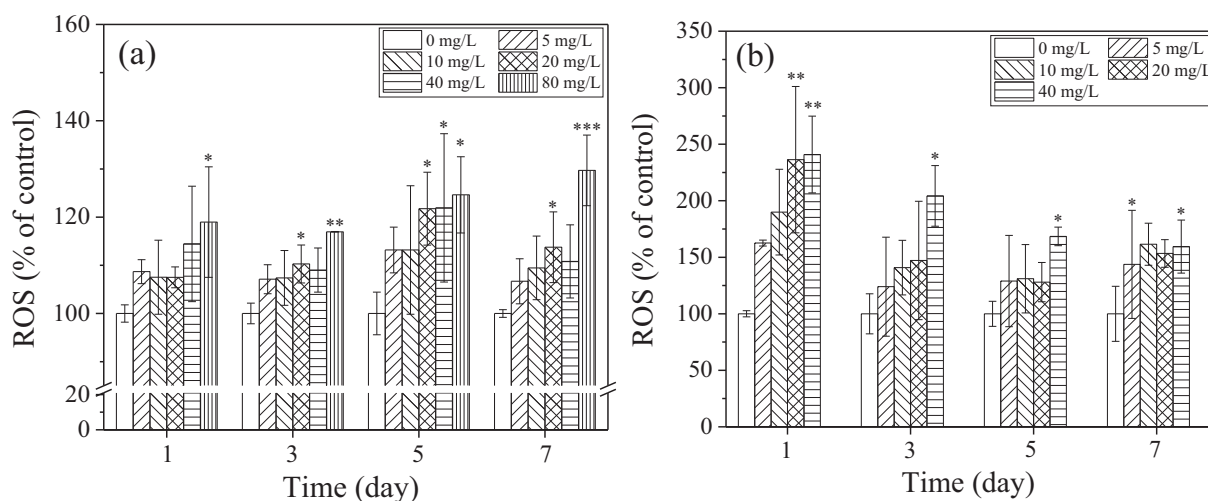 (a)
0 mg/L 5 mg/L
10 mg/L 20 mg/L
40 mg/L 80 mg/L
ROS (% of control)
160
140
120
100
20
0
*
*
**
*
*
*
*
***
1 3 5 7
Time (day)
(b)
0 mg/L 5 mg/L
10 mg/L 20 mg/L
40 mg/L
ROS (% of control)
350
300
250
200
150
100
50
0
**
**
*
*
*
*
1 3 5 7
Time (day)